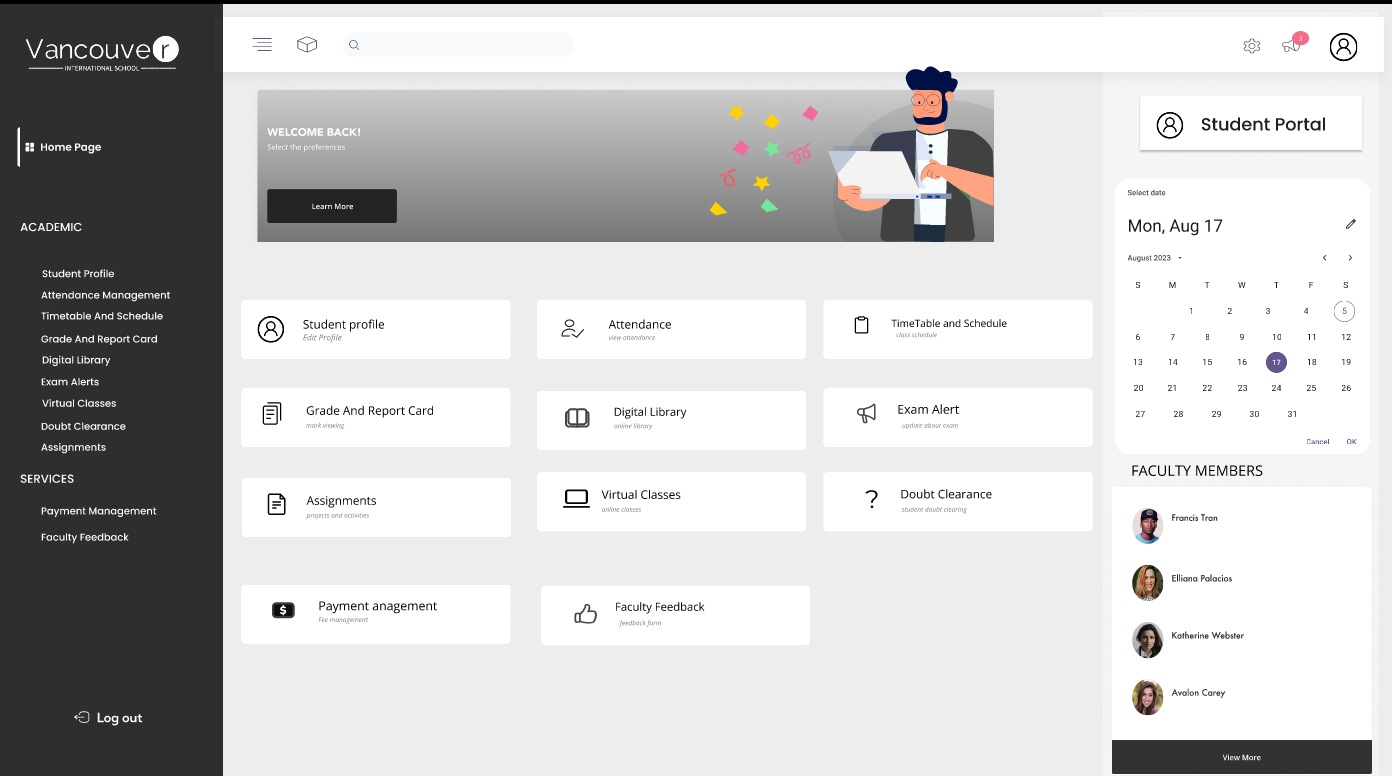 Vancouver
INTERNATIONAL SCHOOL
Home Page
ACADEMIC
Student Profile
Attendance Management
Timetable And Schedule
Grade And Report Card
Digital Library
Exam Alerts
Virtual Classes
Doubt Clearance
Assignments
SERVICES
Payment Management
Faculty Feedback
Log out
3
WELCOME BACK!
Select the preferences
Learn More
Student profile
Edit Profile
Attendance
view attendance
TimeTable and Schedule
class schedule
Grade And Report Card
mark viewing
Digital Library
online library
Exam Alert
update about exam
Assignments
projects and activities
Virtual Classes
online classes
?
Doubt Clearance
student doubt clearing
$
Payment anagement
Fee management
Faculty Feedback
feedback form
Student Portal
Select date
Mon, Aug 17
August 2023
S M T W T F S
1 2 3 4 5
6 7 8 9 10 11 12
13 14 15 16 17 18 19
20 21 22 23 24 25 26
27 28 29 30 31
Cancel OK
FACULTY MEMBERS
Francis Tran
Elliana Palacios
Katherine Webster
Avalon Carey
View More